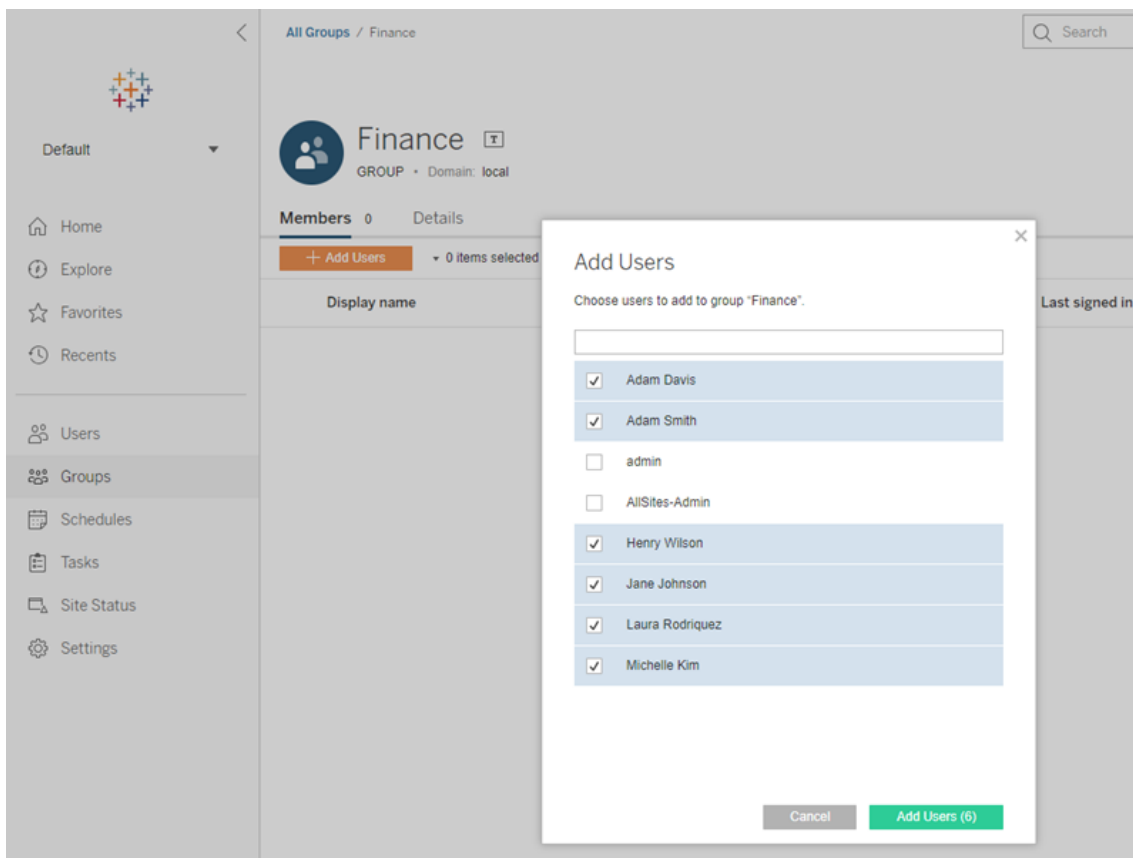 All Groups / Finance
Search
Default
Finance T
GROUP • Domain: local
Members 0 Details
+ Add Users ▾ 0 items selected
Display name
Last signed in
Home
Explore
Favorites
Recents
Users
Groups
Schedules
Tasks
Site Status
Settings
Add Users
Choose users to add to group “Finance”.
Adam Davis
Adam Smith
admin
AllSites-Admin
Henry Wilson
Jane Johnson
Laura Rodriquez
Michelle Kim
Cancel Add Users (6)